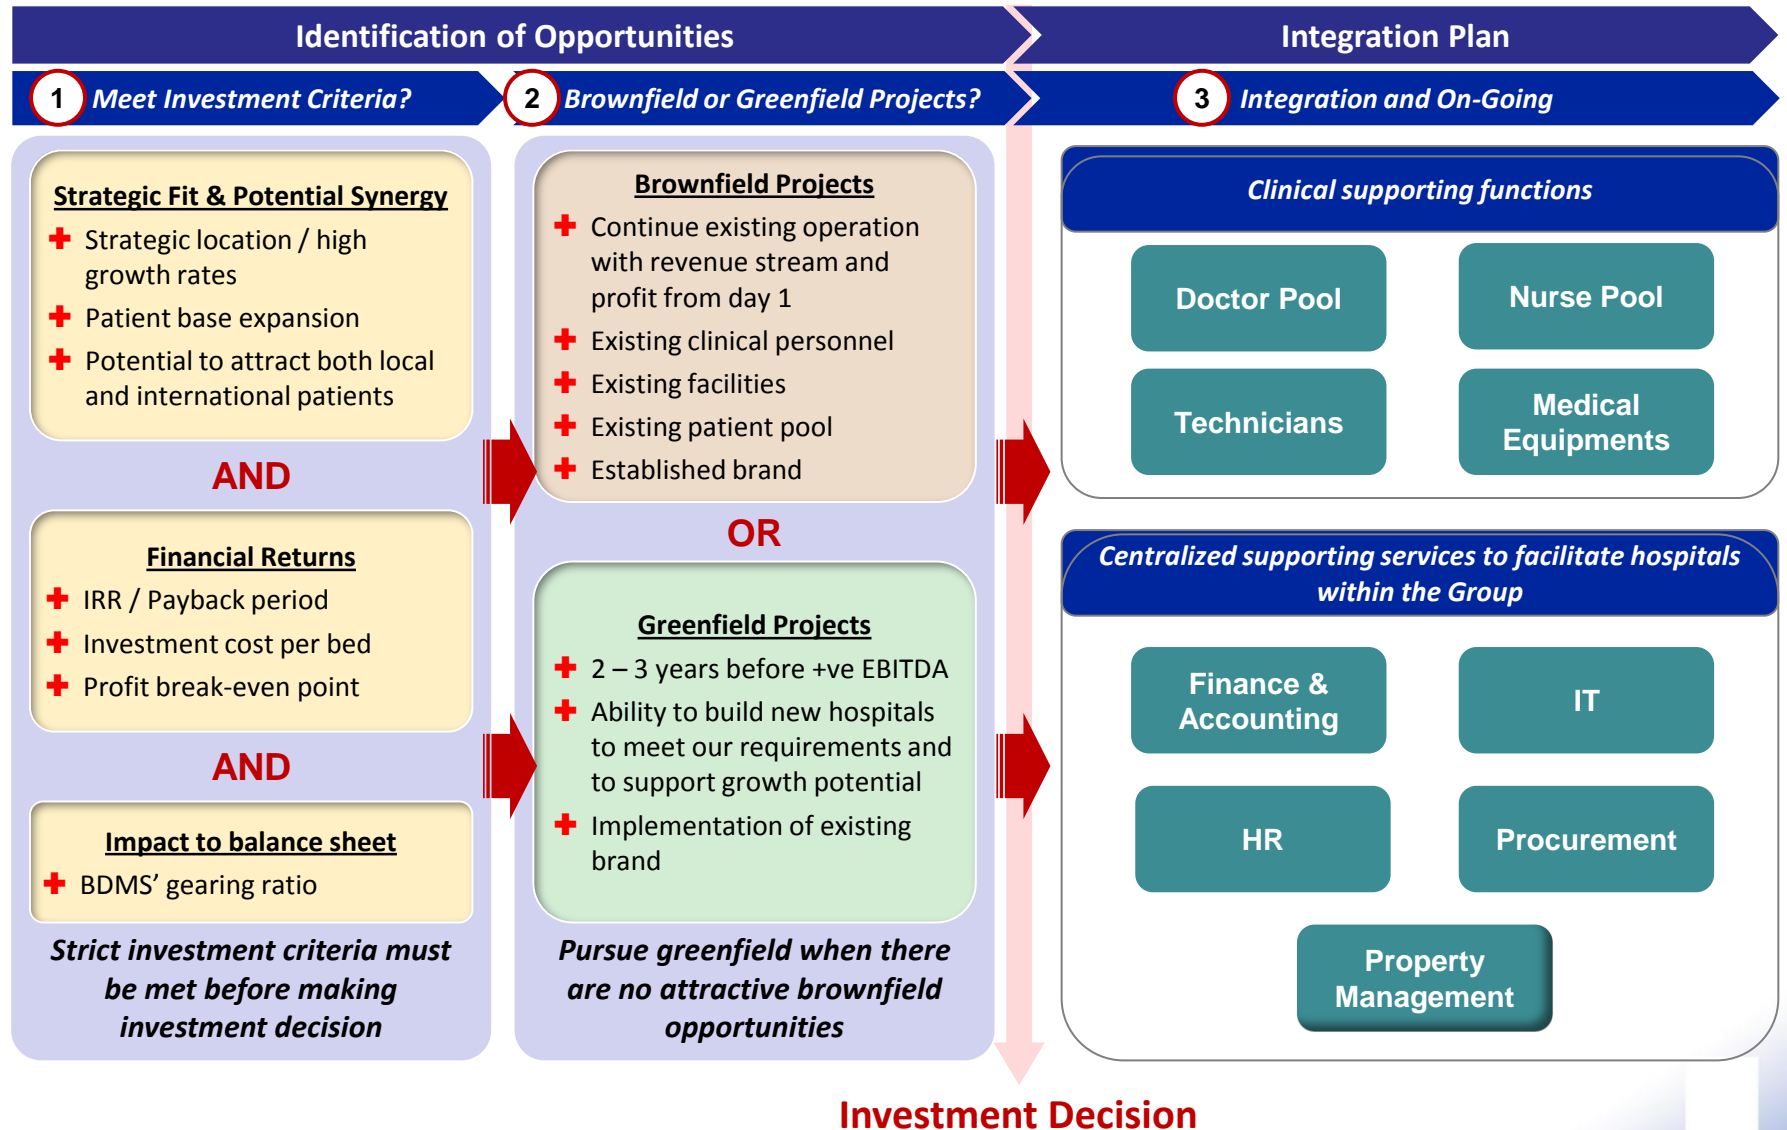 Identification of Opportunities
Integration Plan
1 Meet Investment Criteria?
2 Brownfield or Greenfield Projects?
3 Integration and On-Going
Strategic Fit & Potential Synergy
Strategic location / high
growth rates
Patient base expansion
Potential to attract both local
and international patients
AND
Financial Returns
IRR / Payback period
Investment cost per bed
Profit break-even point
AND
Impact to balance sheet
BDMS’ gearing ratio
Strict investment criteria must
be met before making
investment decision
Brownfield Projects
Continue existing operation
with revenue stream and
profit from day 1
Existing clinical personnel
Existing facilities
Existing patient pool
Established brand
OR
Greenfield Projects
2 – 3 years before +ve EBITDA
Ability to build new hospitals
to meet our requirements and
to support growth potential
Implementation of existing
brand
Pursue greenfield when there
are no attractive brownfield
opportunities
Clinical supporting functions
Doctor Pool
Nurse Pool
Technicians
Medical
Equipments
Centralized supporting services to facilitate hospitals
within the Group
Finance &
Accounting
IT
HR
Procurement
Property
Management
Investment Decision